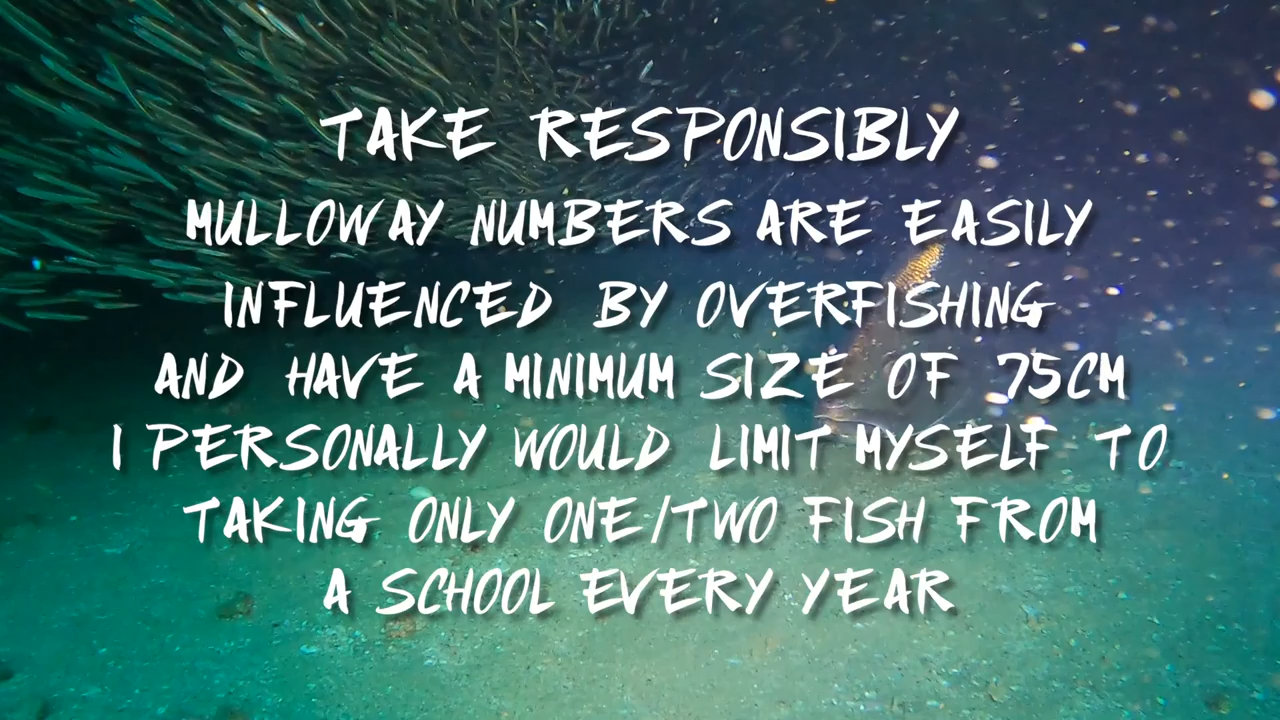 TAKE RESPONSIBLY
MULLOWAY NUMBERS ARE EASILY
INFLUENCED BY OVERFISHING
AND HAVE A MINIMUM SIZE OF 75CM
I PERSONALLY WOULD LIMIT MYSELF TO
TAKING ONLY ONE/TWO FISH FROM
A SCHOOL EVERY YEAR